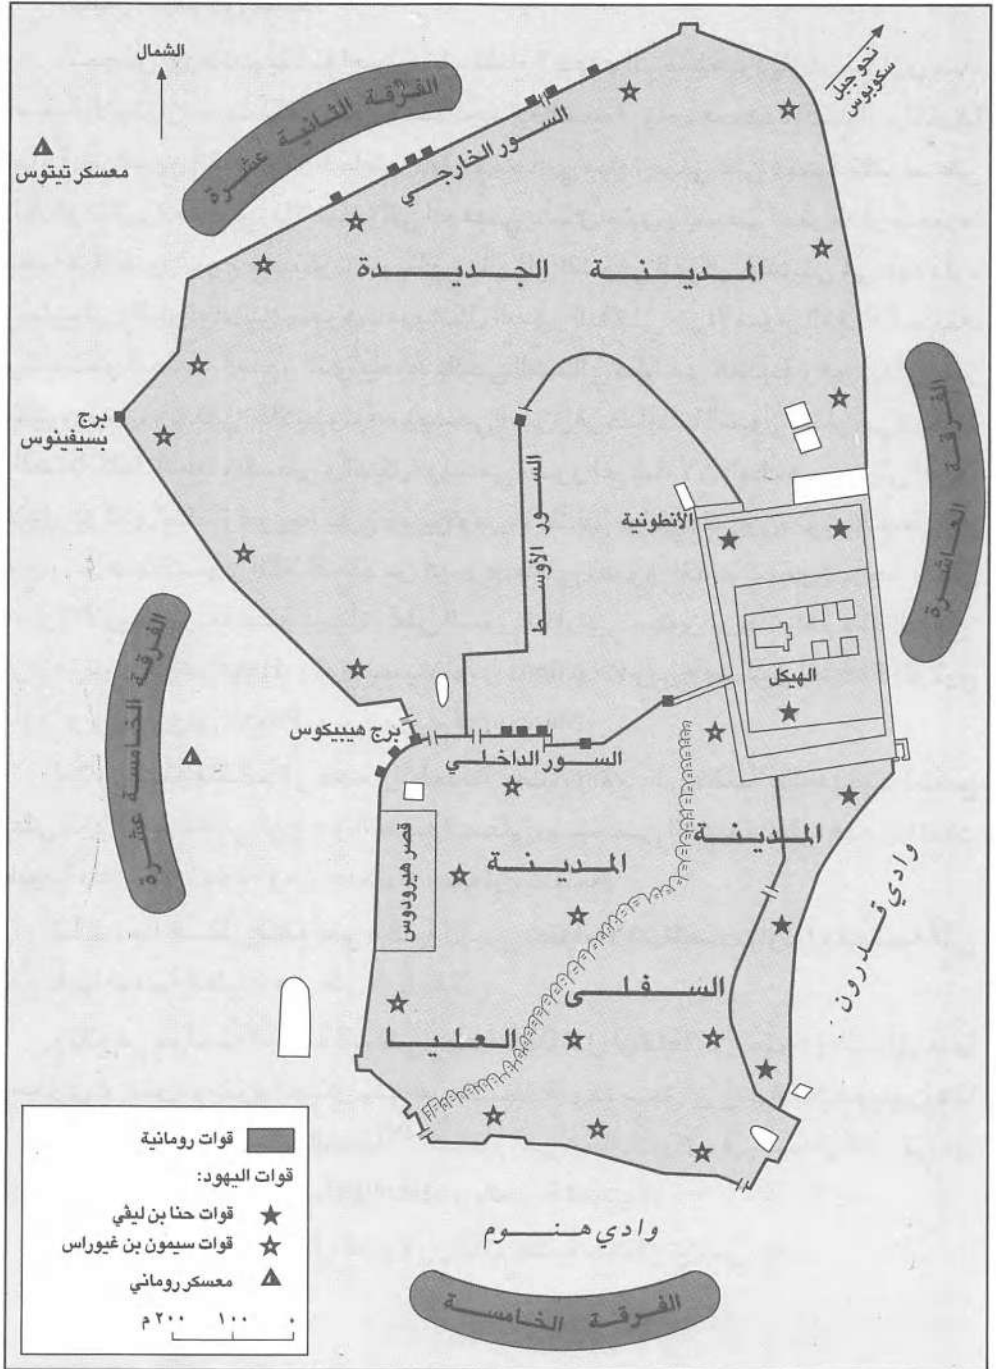 الشمال
نحو جبل
سكوبوس
معسكر تيتوس
الفرقة الثانية عشرة
السور الخارجي
المدينة الجديدة
برج
بسيفينوس
الفرقة العاشرة
السور الأوسط
الأنطونية
الهيكل
الفرقة الخامسة عشرة
برج هيبيكوس
السور الداخلي
قصر هيرودوس
المدينة
المدينة
وادي قدرون
السفلى
العليا
وادي هنوم
الفرقة الخامسة
قوات رومانية
قوات اليهود:
قوات حنا بن ليفي
قوات سيمون بن غيوراس
معسكر روماني
٠ ١٠٠ ٢٠٠ م